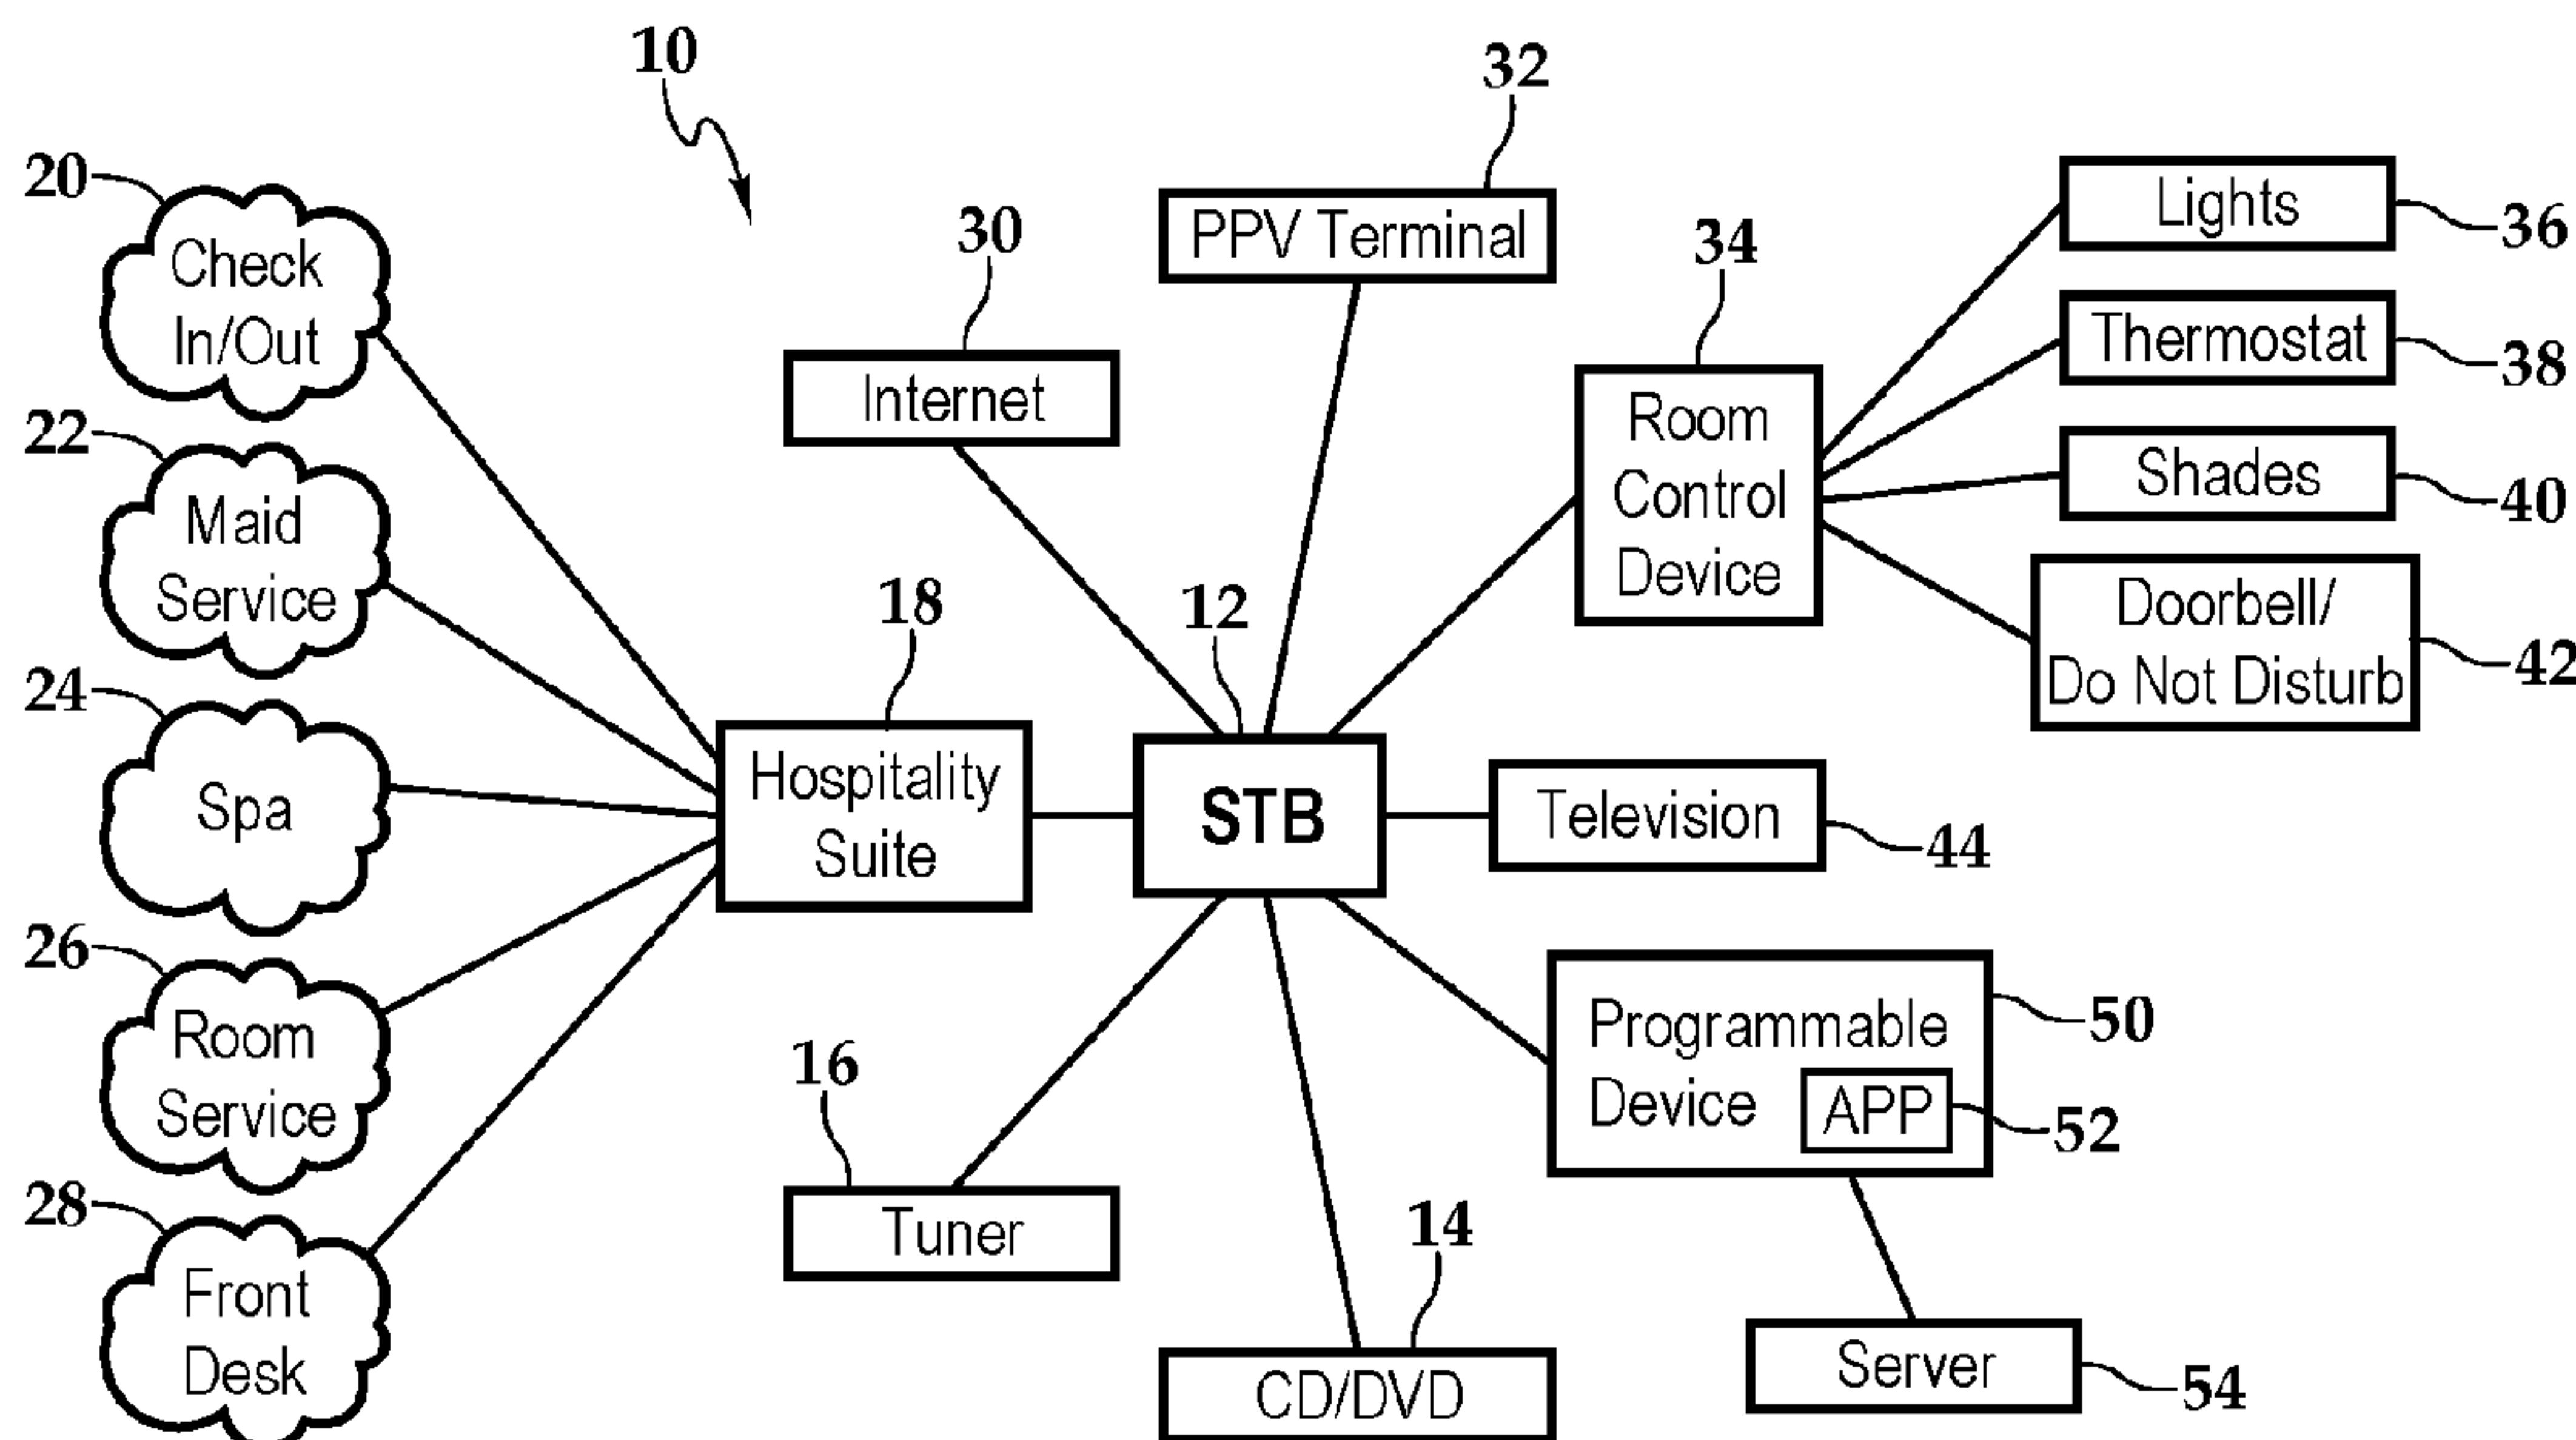 10
32
20
Check
In/Out
30
PPV Terminal
34
Lights
36
Internet
Room
Control
Device
Thermostat
38
22
Maid
Service
Shades
40
18
12
Doorbell/
Do Not Disturb
42
24
Spa
Hospitality
Suite
STB
Television
44
26
Room
Service
16
Programmable
Device
APP
50
52
28
Front
Desk
Tuner
14
CD/DVD
Server
54